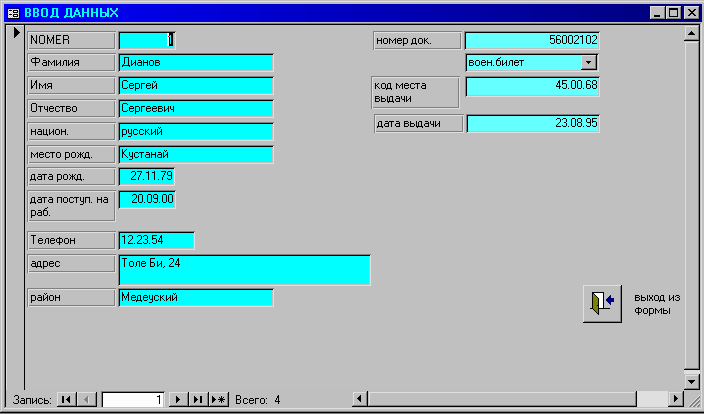 ВВОД ДАННЫХ
NOMER 1
Фамилия Дианов
Имя Сергей
Отчество Сергеевич
национ. русский
место рожд. Кустанай
дата рожд. 27.11.79
дата поступ. на
раб. 20.09.00
Телефон 12.23.54
адрес Толе Би, 24
район Медеуский
номер док. 56002102
воен.билет
код места
выдачи 45.00.68
дата выдачи 23.08.95
выход из
формы
Запись: 1 Всего: 4